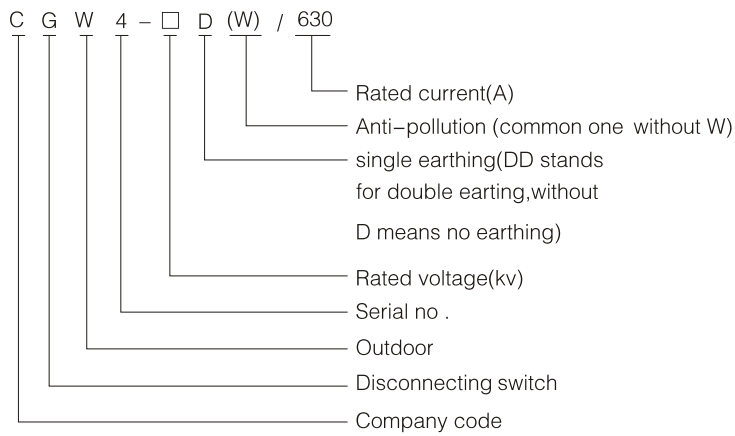 C G W 4 – □ D (W) / 630
Rated current(A)
Anti–pollution (common one without W)
single earthing(DD stands
for double earting,without
D means no earthing)
Rated voltage(kv)
Serial no .
Outdoor
Disconnecting switch
Company code